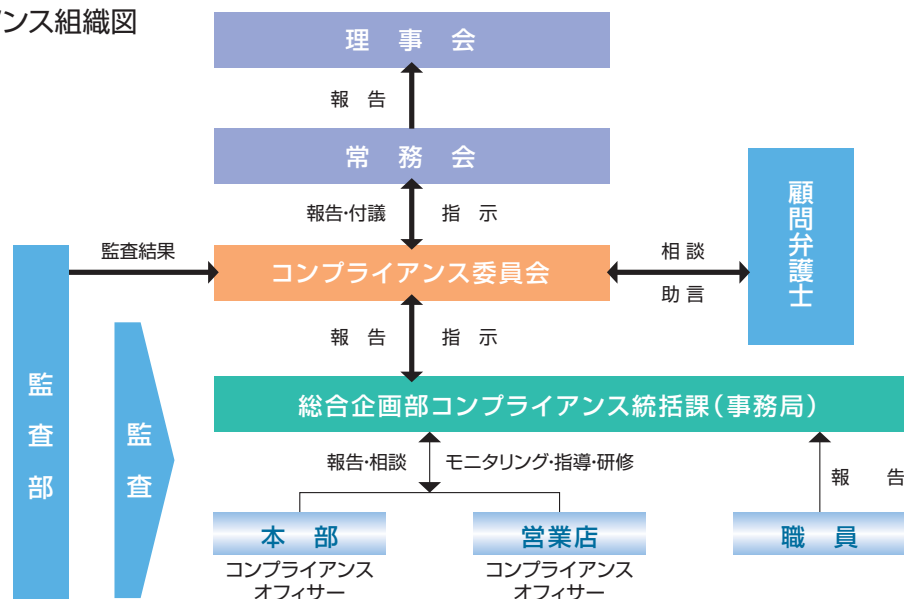 ンス組織図
理事会
報告
常務会
報告・付議 指示
監査結果
コンプライアンス委員会
相談
助言
顧問弁護士
報告 指示
監査部
監査
総合企画部コンプライアンス統括課(事務局)
報告・相談 モニタリング・指導・研修
報告
本部
営業店
職員
コンプライアンス
オフィサー
コンプライアンス
オフィサー